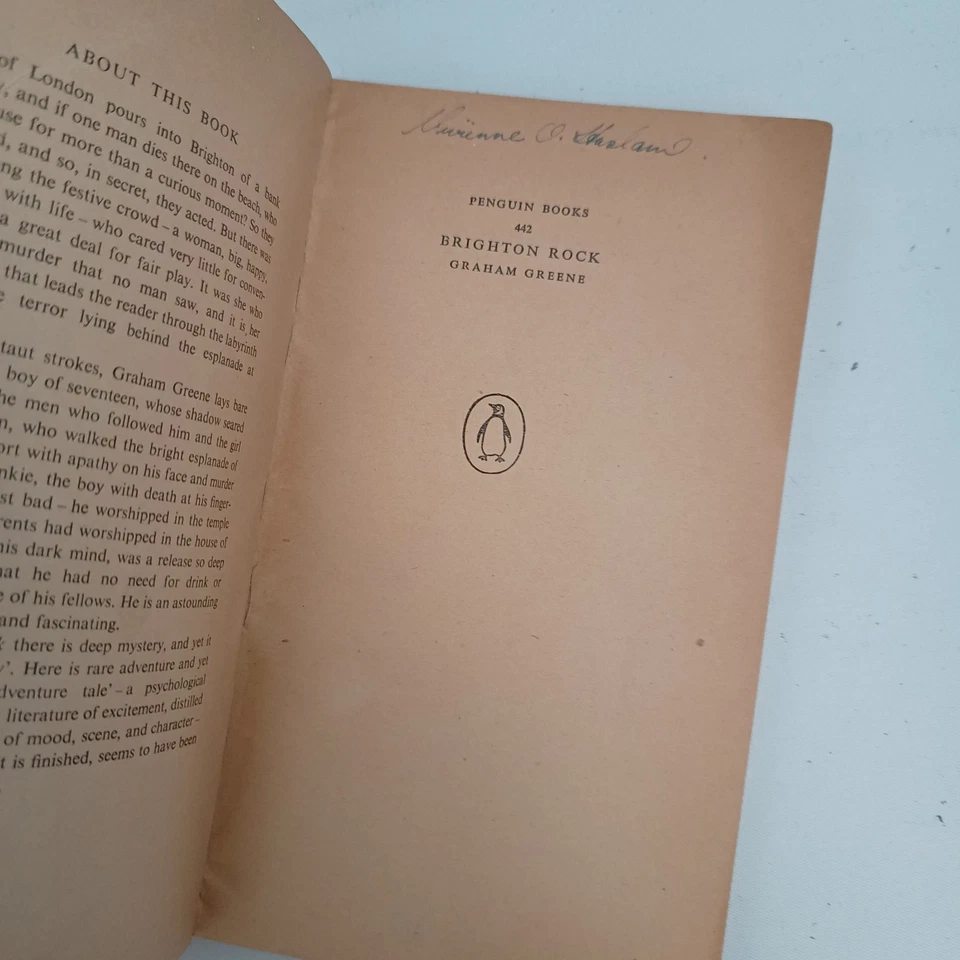 ABOUT THIS BOOK
of London pours into Brighton of a bank
, and if one man dies there on the beach, who
use for more than a curious moment? So they
, and so, in secret, they acted. But there was
ng the festive crowd – a woman, big, happy,
with life – who cared very little for conven-
a great deal for fair play. It was she who
murder that no man saw, and it is her
that leads the reader through the labyrinth
terror lying behind the esplanade at
taut strokes, Graham Greene lays bare
boy of seventeen, whose shadow seared
he men who followed him and the girl
n, who walked the bright esplanade of
ort with apathy on his face and murder
nkie, the boy with death at his finger-
st bad – he worshipped in the temple
rents had worshipped in the house of
his dark mind, was a release so deep
hat he had no need for drink or
e of his fellows. He is an astounding
and fascinating.
there is deep mystery, and yet it
y'. Here is rare adventure and yet
dventure tale' – a psychological
literature of excitement, distilled
of mood, scene, and character –
t is finished, seems to have been
Vivienne O.
PENGUIN BOOKS
442
BRIGHTON ROCK
GRAHAM GREENE